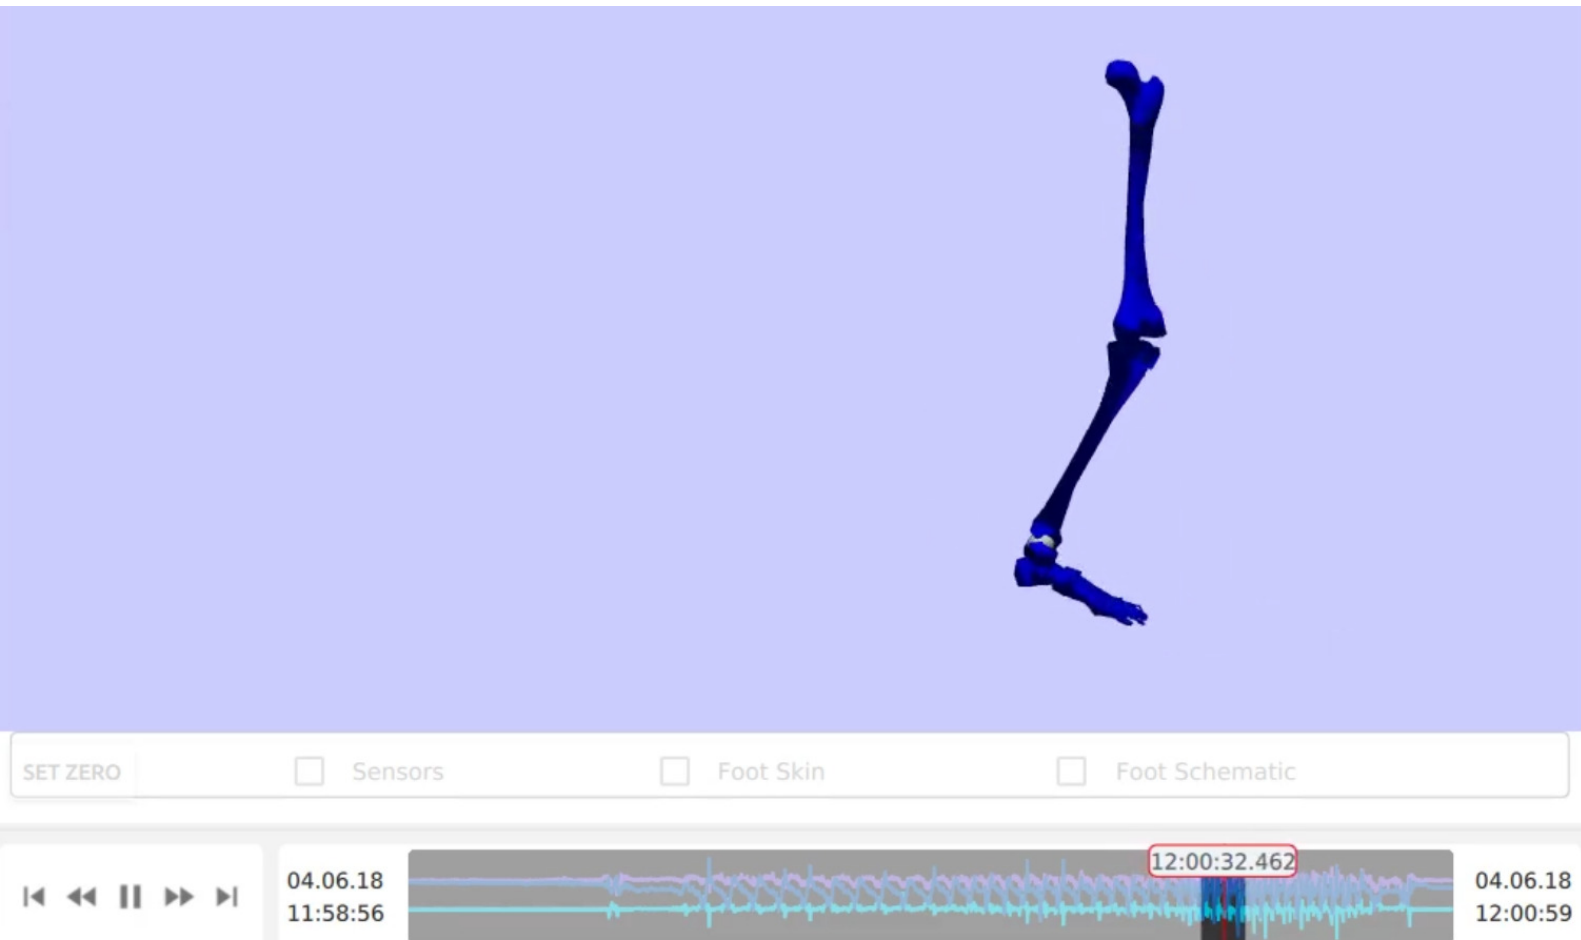 SET ZERO Sensors Foot Skin Foot Schematic
12:00:32.462
04.06.18 04.06.18
11:58:56 12:00:59